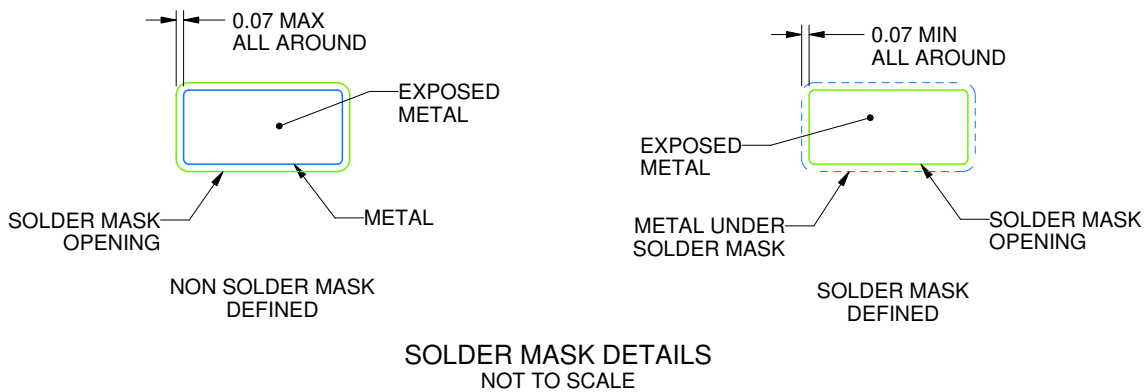 0.07 MAX
ALL AROUND
EXPOSED
METAL
SOLDER MASK
OPENING
METAL
NON SOLDER MASK
DEFINED
0.07 MIN
ALL AROUND
EXPOSED
METAL
METAL UNDER
SOLDER MASK
SOLDER MASK
OPENING
SOLDER MASK
DEFINED
SOLDER MASK DETAILS
NOT TO SCALE